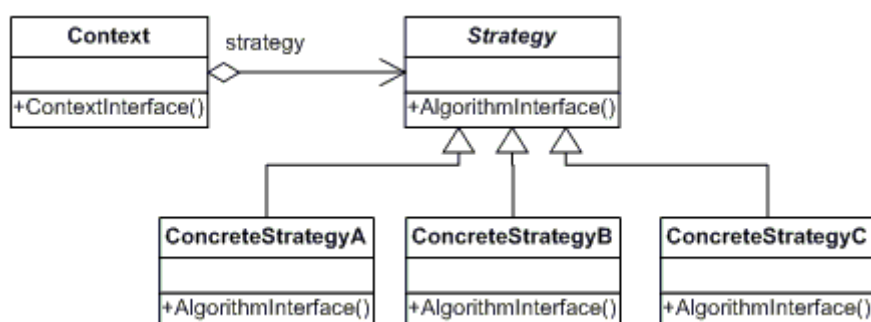 Context
strategy
Strategy
+ContextInterface()
+AlgorithmInterface()
ConcreteStrategyA
ConcreteStrategyB
ConcreteStrategyC
+AlgorithmInterface()
+AlgorithmInterface()
+AlgorithmInterface()